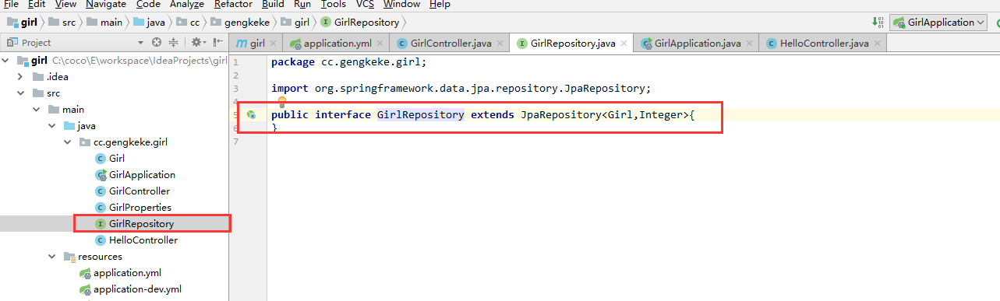 File Edit View Navigate Code Analyze Refactor Build Run Tools VCS Window Help
girl src main java cc gengkeke girl GirlRepository GirlApplication
Project girl application.yml GirlController.java GirlRepository.java GirlApplication.java HelloController.java
girl C:\coco\E\workspace\IdeaProjects\girl
.idea
src
main
java
cc.gengkeke.girl
Girl
GirlApplication
GirlController
GirlProperties
GirlRepository
HelloController
resources
application.yml
application-dev.yml
1 package cc.gengkeke.girl;
2
3 import org.springframework.data.jpa.repository.JpaRepository;
4
5 public interface GirlRepository extends JpaRepository<Girl,Integer>{
6 }
7